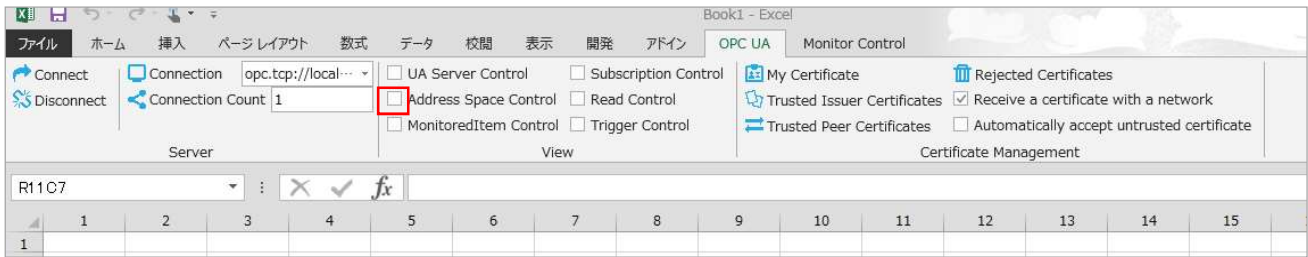 Book1 - Excel
ファイル ホーム 挿入 ページ レイアウト 数式 データ 校閲 表示 開発 アドイン OPC UA Monitor Control
Connect Connection opc.tcp://local… UA Server Control Subscription Control My Certificate Rejected Certificates
Disconnect Connection Count 1 Address Space Control Read Control Trusted Issuer Certificates Receive a certificate with a network
MonitoredItem Control Trigger Control Trusted Peer Certificates Automatically accept untrusted certificate
Server View Certificate Management
R11C7 fx
1 2 3 4 5 6 7 8 9 10 11 12 13 14 15
1